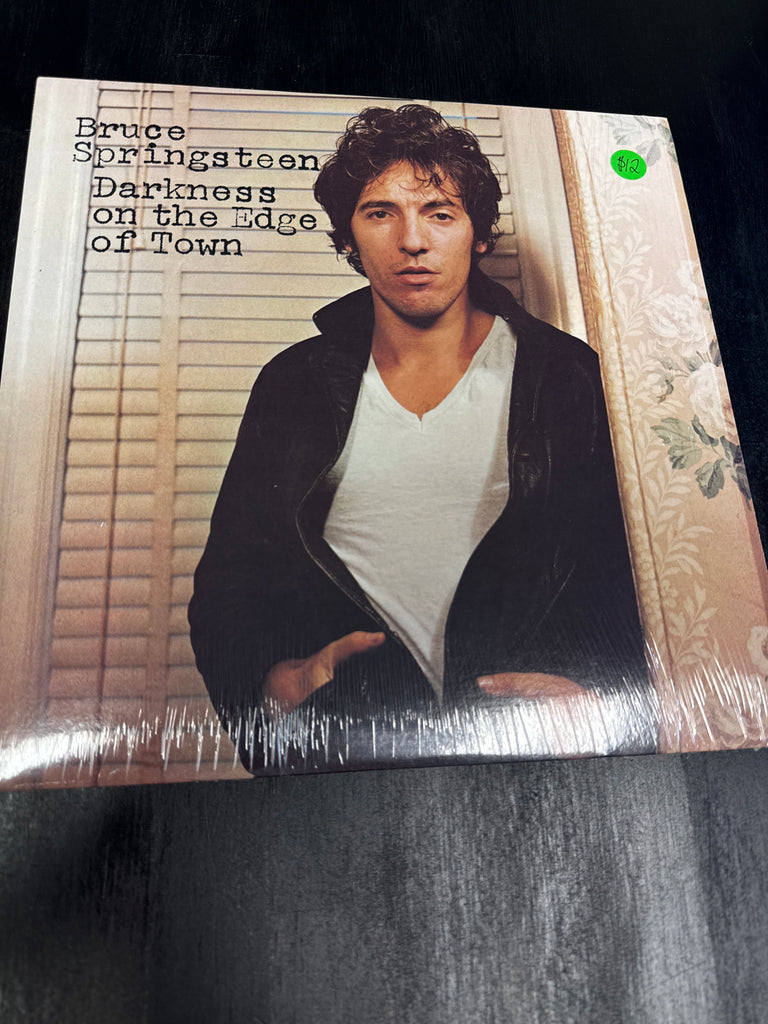 Bruce
Springsteen
Darkness
on the Edge
of Town
$12